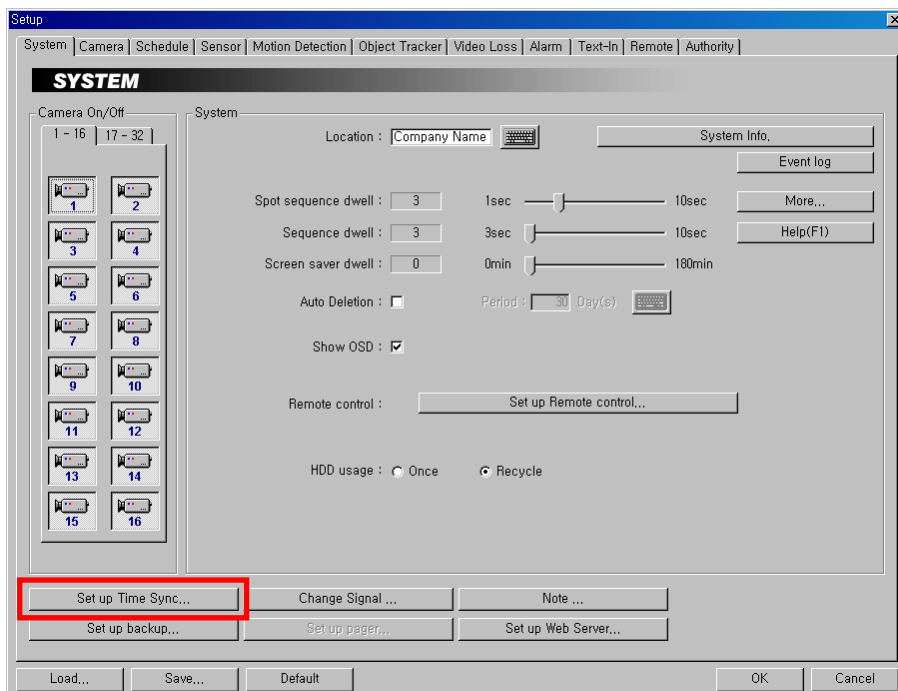 Setup
System Camera Schedule Sensor Motion Detection Object Tracker Video Loss Alarm Text-In Remote Authority
SYSTEM
Camera On/Off
1 - 16 17 - 32
1 2
3 4
5 6
7 8
9 10
11 12
13 14
15 16
System
Location : Company Name System Info,
Event log
Spot sequence dwell : 3 1sec 10sec More,,,
Sequence dwell : 3 3sec 10sec Help(F1)
Screen saver dwell : 0 0min 180min
Auto Deletion : Period : 30 Day(s)
Show OSD :
Remote control : Set up Remote control,,,
HDD usage : Once Recycle
Set up Time Sync,,, Change Signal ,,, Note ,,,
Set up backup,,, Set up pager,,, Set up Web Server,,,
Load,,, Save,,, Default OK Cancel